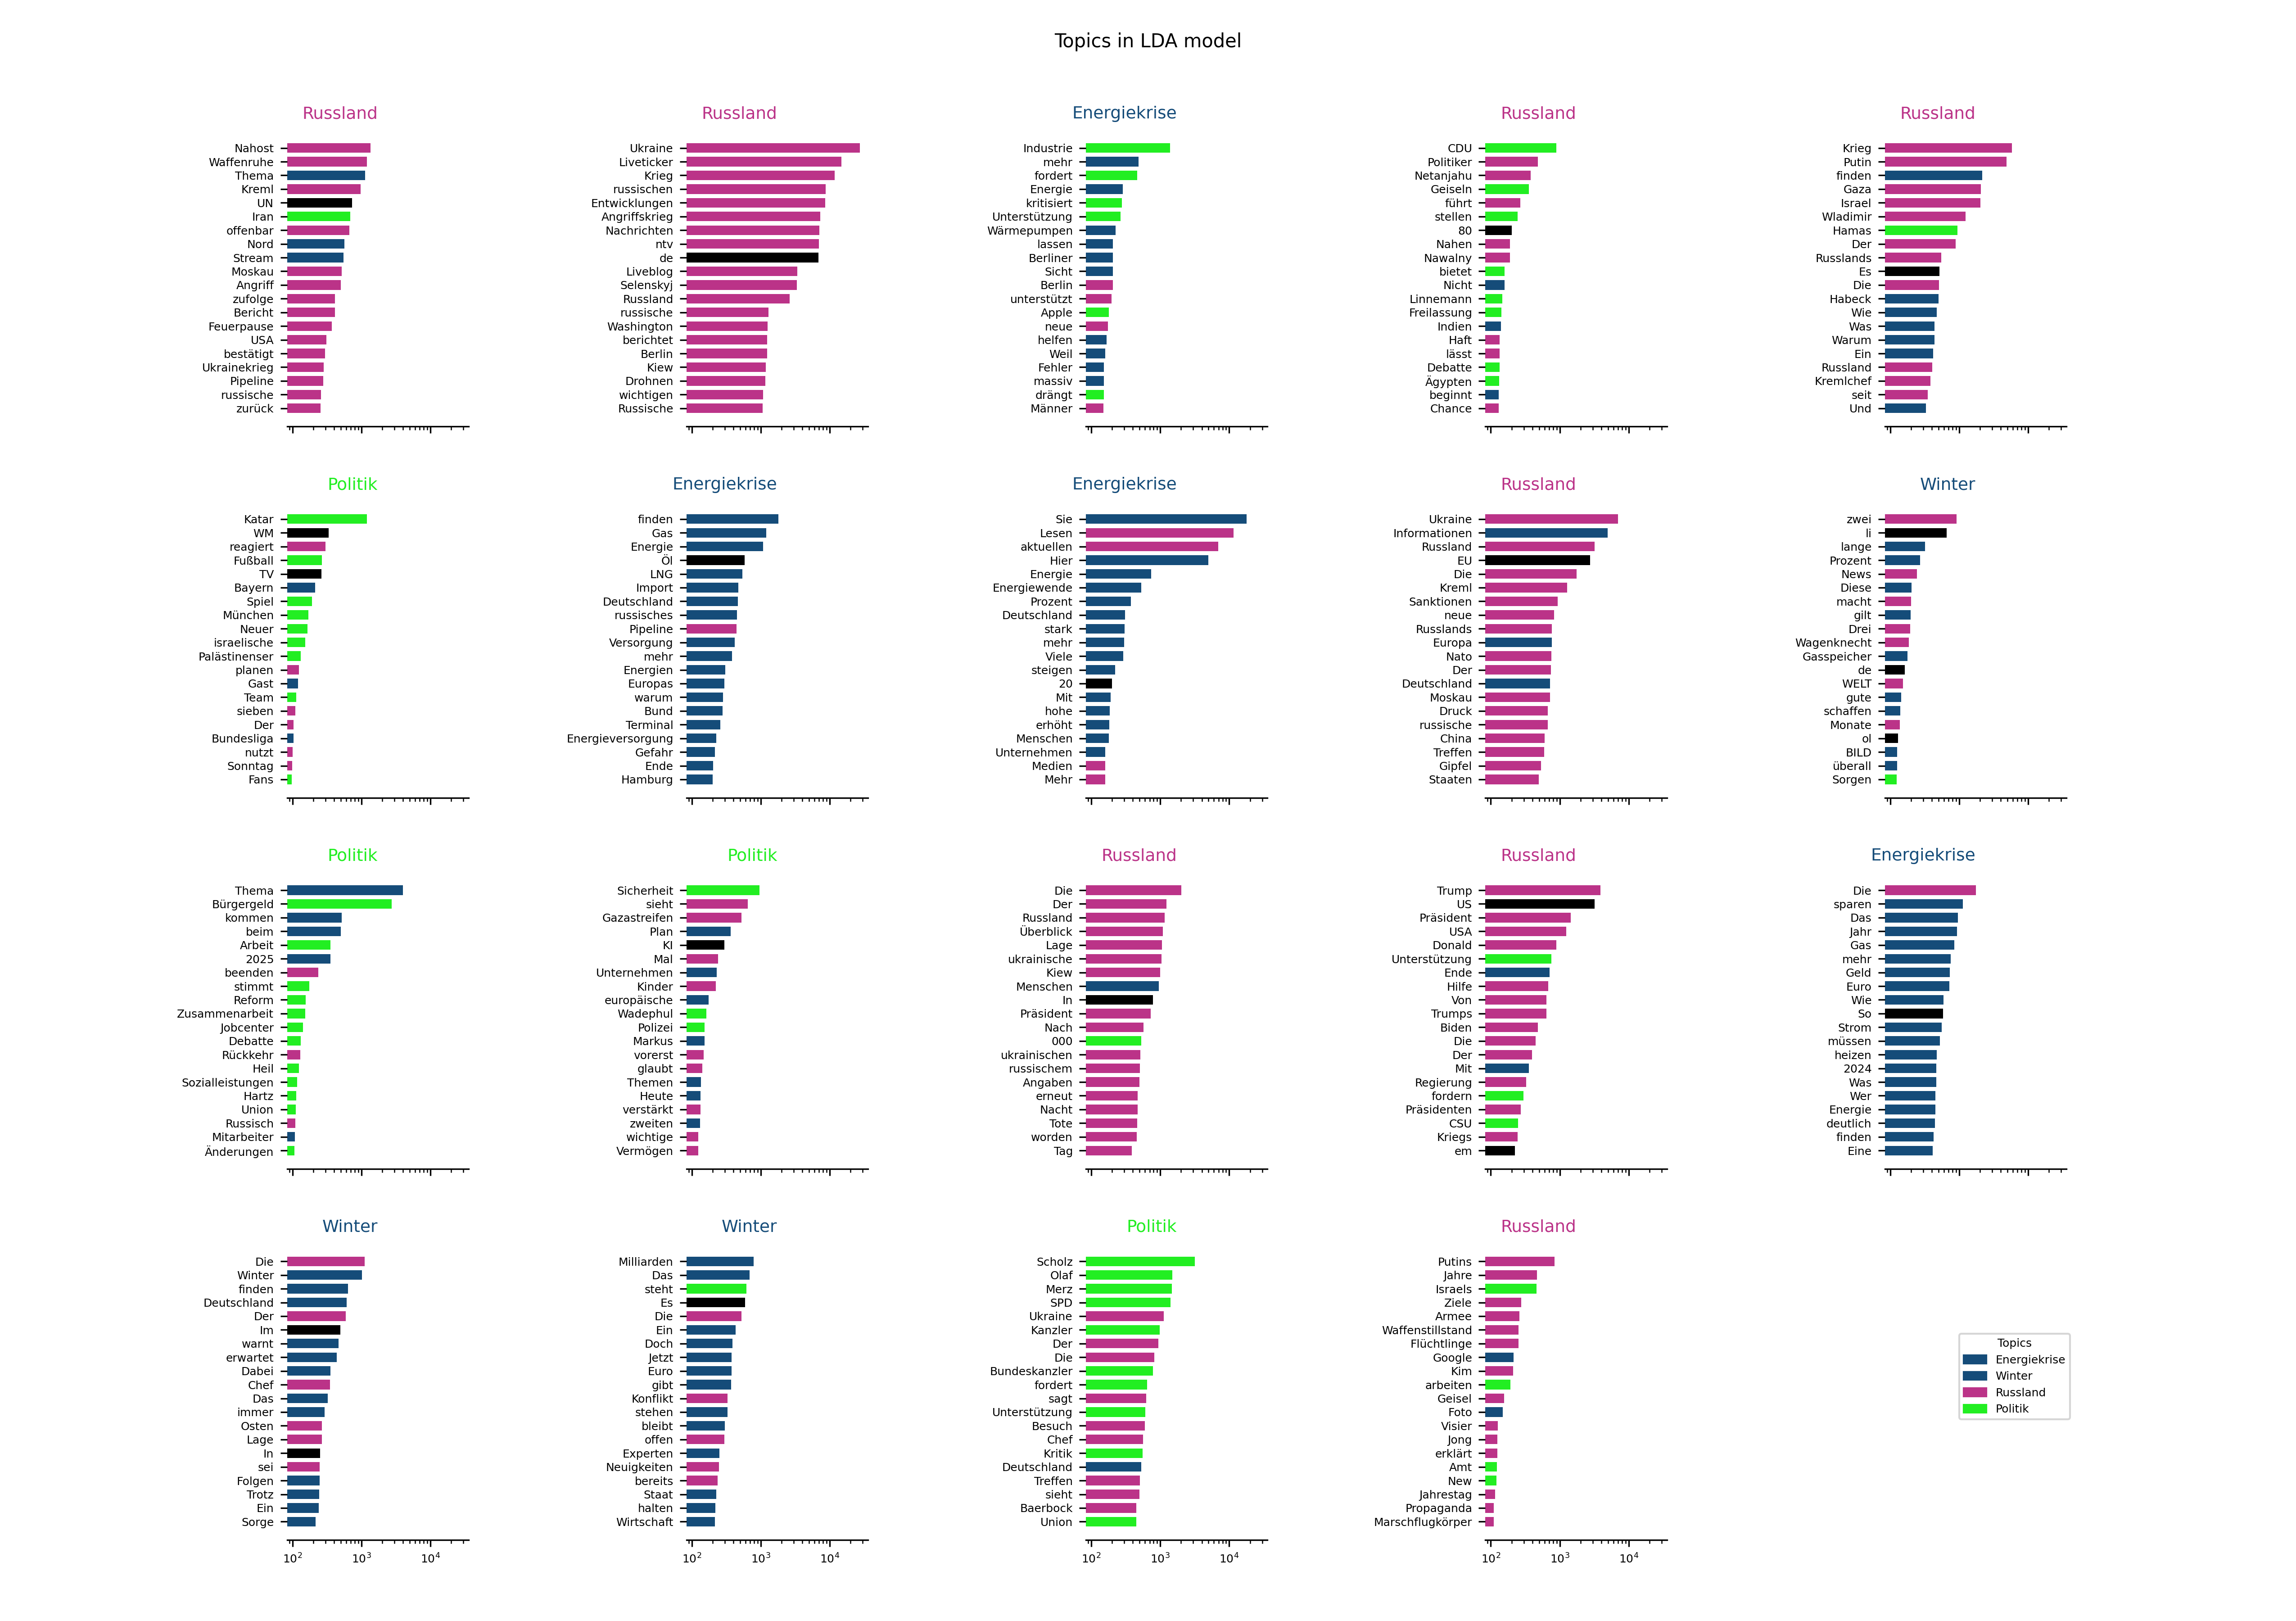 Topics in LDA model
Russland
Nahost
Waffenruhe
Thema
Kreml
UN
Iran
offenbar
Nord
Stream
Moskau
Angriff
zufolge
Bericht
Feuerpause
USA
bestätigt
Ukrainekrieg
Pipeline
russische
zurück
Russland
Ukraine
Liveticker
Krieg
russischen
Entwicklungen
Angriffskrieg
Nachrichten
ntv
de
Liveblog
Selenskyj
Russland
russische
Washington
berichtet
Berlin
Kiew
Drohnen
wichtigen
Russische
Energiekrise
Industrie
mehr
fordert
Energie
kritisiert
Unterstützung
Wärmepumpen
lassen
Berliner
Sicht
Berlin
unterstützt
Apple
neue
helfen
Weil
Fehler
massiv
drängt
Männer
Russland
CDU
Politiker
Netanjahu
Geiseln
führt
stellen
80
Nahen
Nawalny
bietet
Nicht
Linnemann
Freilassung
Indien
Haft
lässt
Debatte
Ägypten
beginnt
Chance
Russland
Krieg
Putin
finden
Gaza
Israel
Wladimir
Hamas
Der
Russlands
Es
Die
Habeck
Wie
Was
Warum
Ein
Russland
Kremlchef
seit
Und
Politik
Katar
WM
reagiert
Fußball
TV
Bayern
Spiel
München
Neuer
israelische
Palästinenser
planen
Gast
Team
sieben
Der
Bundesliga
nutzt
Sonntag
Fans
Energiekrise
finden
Gas
Energie
Öl
LNG
Import
Deutschland
russisches
Pipeline
Versorgung
mehr
Energien
Europas
warum
Bund
Terminal
Energieversorgung
Gefahr
Ende
Hamburg
Energiekrise
Sie
Lesen
aktuellen
Hier
Energie
Energiewende
Prozent
Deutschland
stark
mehr
Viele
steigen
20
Mit
hohe
erhöht
Menschen
Unternehmen
Medien
Mehr
Russland
Ukraine
Informationen
Russland
EU
Die
Kreml
Sanktionen
neue
Russlands
Europa
Nato
Der
Deutschland
Moskau
Druck
russische
China
Treffen
Gipfel
Staaten
Winter
zwei
li
lange
Prozent
News
Diese
macht
gilt
Drei
Wagenknecht
Gasspeicher
de
WELT
gute
schaffen
Monate
ol
BILD
überall
Sorgen
Politik
Thema
Bürgergeld
kommen
beim
Arbeit
2025
beenden
stimmt
Reform
Zusammenarbeit
Jobcenter
Debatte
Rückkehr
Heil
Sozialleistungen
Hartz
Union
Russisch
Mitarbeiter
Änderungen
Politik
Sicherheit
sieht
Gazastreifen
Plan
KI
Mal
Unternehmen
Kinder
europäische
Wadephul
Polizei
Markus
vorerst
glaubt
Themen
Heute
verstärkt
zweiten
wichtige
Vermögen
Russland
Die
Der
Russland
Überblick
Lage
ukrainische
Kiew
Menschen
In
Präsident
Nach
000
ukrainischen
russischem
Angaben
erneut
Nacht
Tote
worden
Tag
Russland
Trump
US
Präsident
USA
Donald
Unterstützung
Ende
Hilfe
Von
Trumps
Biden
Die
Der
Mit
Regierung
fordern
Präsidenten
CSU
Kriegs
em
Energiekrise
Die
sparen
Das
Jahr
Gas
mehr
Geld
Euro
Wie
So
Strom
müssen
heizen
2024
Was
Wer
Energie
deutlich
finden
Eine
Winter
Die
Winter
finden
Deutschland
Der
Im
warnt
erwartet
Dabei
Chef
Das
immer
Osten
Lage
In
sei
Folgen
Trotz
Ein
Sorge
10² 10³ 10⁴
Winter
Milliarden
Das
steht
Es
Die
Ein
Doch
Jetzt
Euro
gibt
Konflikt
stehen
bleibt
offen
Experten
Neuigkeiten
bereits
Staat
halten
Wirtschaft
10² 10³ 10⁴
Politik
Scholz
Olaf
Merz
SPD
Ukraine
Kanzler
Der
Die
Bundeskanzler
fordert
sagt
Unterstützung
Besuch
Chef
Kritik
Deutschland
Treffen
sieht
Baerbock
Union
10² 10³ 10⁴
Russland
Putins
Jahre
Israels
Ziele
Armee
Waffenstillstand
Flüchtlinge
Google
Kim
arbeiten
Geisel
Foto
Visier
Jong
erklärt
Amt
New
Jahrestag
Propaganda
Marschflugkörper
10² 10³ 10⁴
Topics
Energiekrise
Winter
Russland
Politik